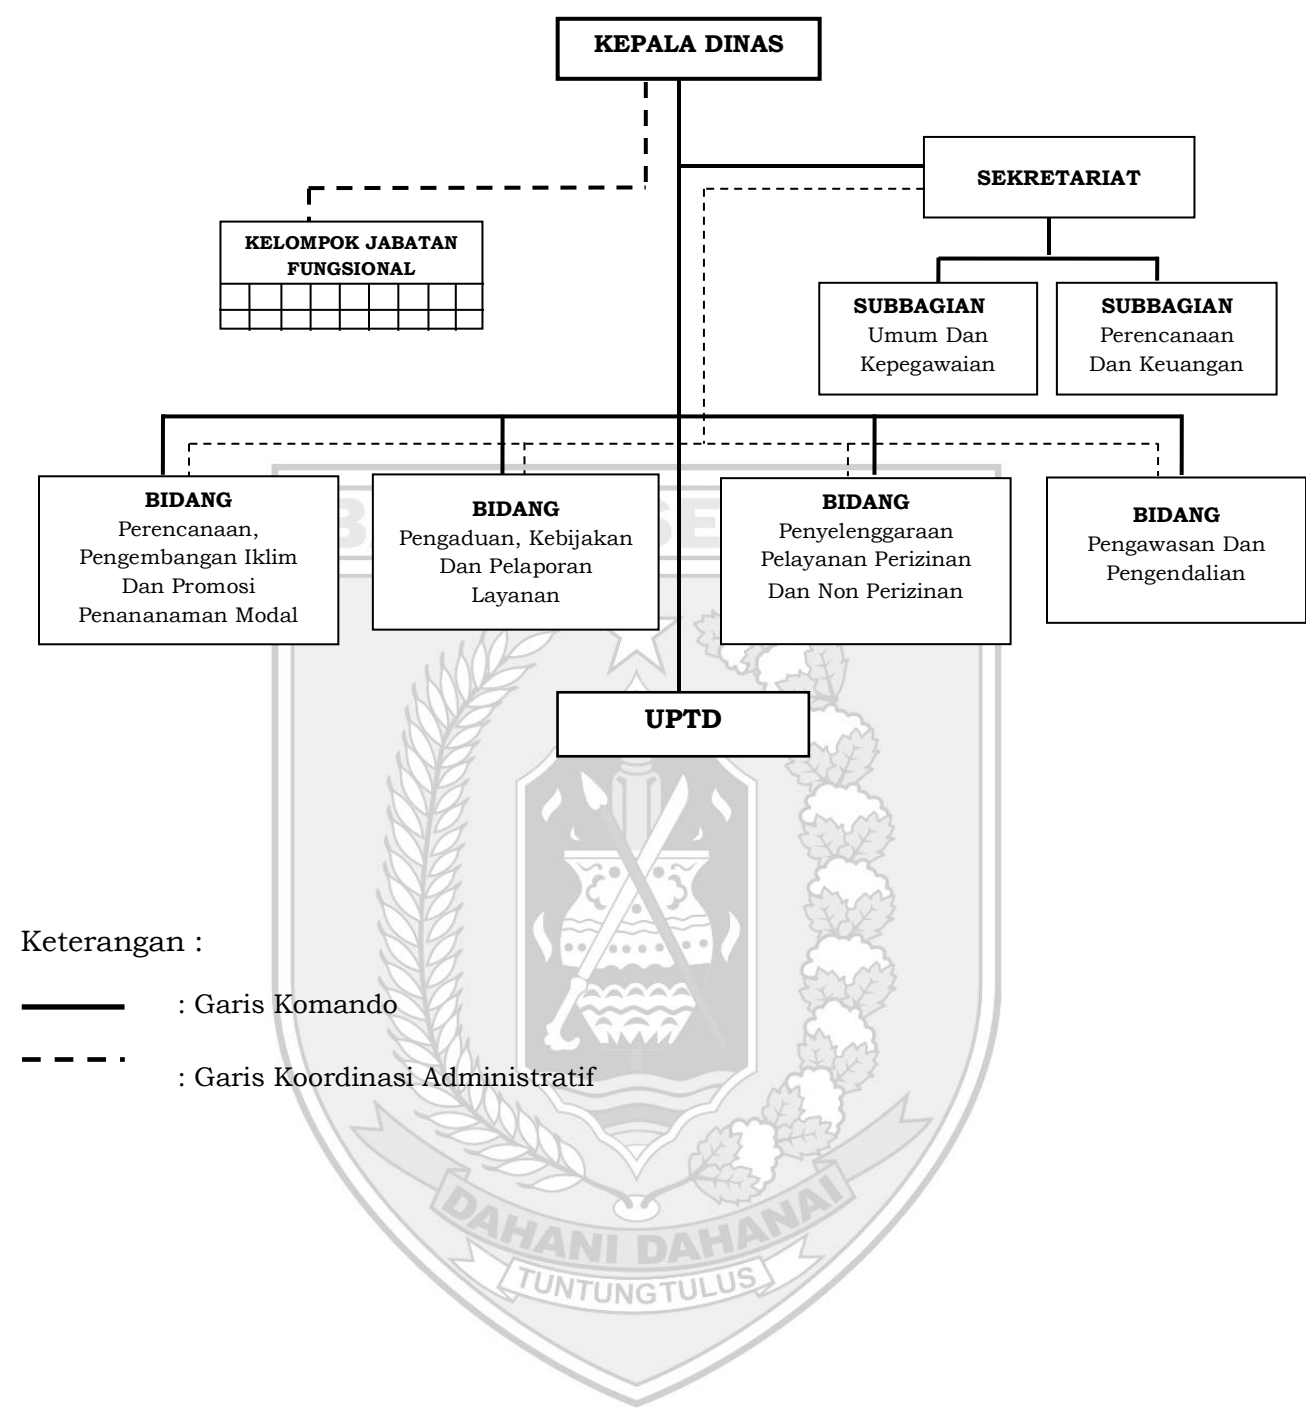 KEPALA DINAS
SEKRETARIAT
KELOMPOK JABATAN
FUNGSIONAL
SUBBAGIAN
Umum Dan
Kepegawaian
SUBBAGIAN
Perencanaan
Dan Keuangan
BIDANG
Perencanaan,
Pengembangan Iklim
Dan Promosi
Penananaman Modal
BIDANG
Pengaduan, Kebijakan
Dan Pelaporan
Layanan
BIDANG
Penyelenggaraan
Pelayanan Perizinan
Dan Non Perizinan
BIDANG
Pengawasan Dan
Pengendalian
UPTD
Keterangan :
: Garis Komando
: Garis Koordinasi Administratif
DAHANI DAHANAI
TUNTUNG TULUS